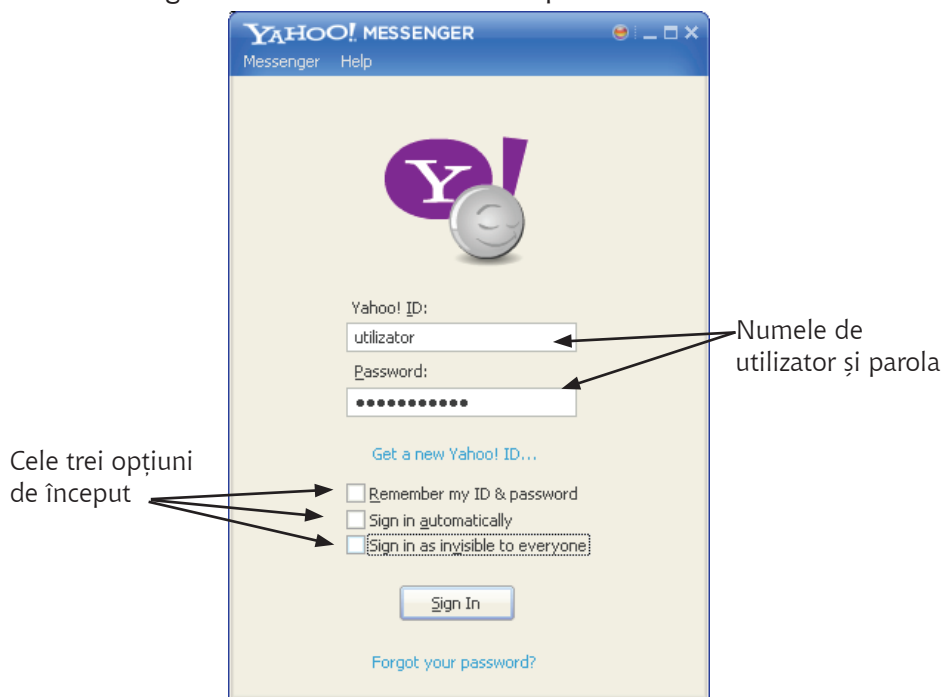 YAHOO! MESSENGER
Messenger Help
Y!
Yahoo! ID:
utilizator
Password:
Numele de
utilizator și parola
Get a new Yahoo! ID...
Cele trei opțiuni
de început
Remember my ID & password
Sign in automatically
Sign in as invisible to everyone
Sign In
Forgot your password?